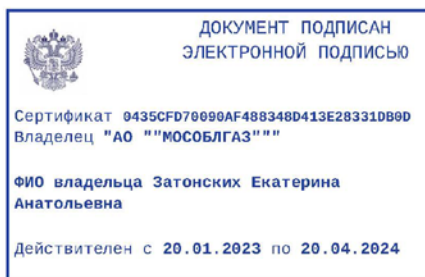 ДОКУМЕНТ ПОДПИСАН
ЭЛЕКТРОННОЙ ПОДПИСЬЮ
Сертификат 0435CFD70090AF488348D413E28331DB0D
Владелец "АО ""МОСОБЛГАЗ"""
ФИО владельца Затонских Екатерина
Анатольевна
Действителен с 20.01.2023 по 20.04.2024